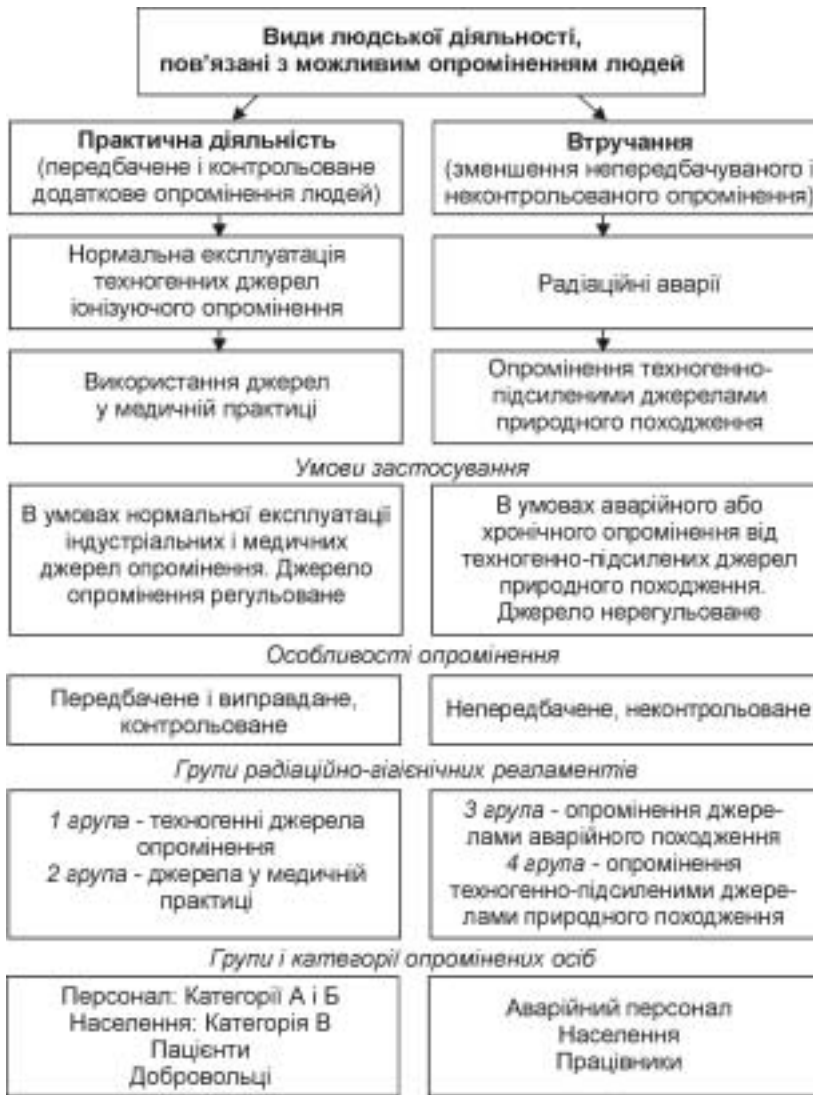 Види людської діяльності,
пов'язані з можливим опроміненням людей
Практична діяльність
(передбачене і контрольоване
додаткове опромінення людей)
Втручання
(зменшення непередбачуваного і
неконтрольованого опромінення)
Нормальна експлуатація
техногенних джерел
іонізуючого опромінення
Радіаційні аварії
Використання джерел
у медичній практиці
Опромінення техногенно-
підсиленими джерелами
природного походження
Умови застосування
В умовах нормальної експлуатації
індустріальних і медичних
джерел опромінення. Джерело
опромінення регульоване
В умовах аварійного або
хронічного опромінення від
техногенно-підсилених джерел
природного походження.
Джерело нерегульоване
Особливості опромінення
Передбачене і виправдане,
контрольоване
Непередбачене, неконтрольоване
Групи радіаційно-гігієнічних регламентів
1 група - техногенні джерела
опромінення
2 група - джерела у медичній
практиці
3 група - опромінення джере-
лами аварійного походження
4 група - опромінення
техногенно-підсиленими джере-
лами природного походження
Групи і категорії опромінених осіб
Персонал: Категорії А і Б
Населення: Категорія В
Пацієнти
Добровольці
Аварійний персонал
Населення
Працівники